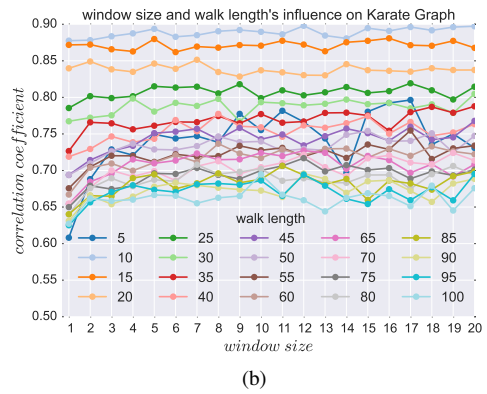 window size and walk length's influence on Karate Graph
correlation coefficient
0.90
0.85
0.80
0.75
0.70
0.65
0.60
0.55
0.50
walk length
5 25 45 65 85
10 30 50 70 90
15 35 55 75 95
20 40 60 80 100
1 2 3 4 5 6 7 8 9 10 11 12 13 14 15 16 17 18 19 20
window size
(b)